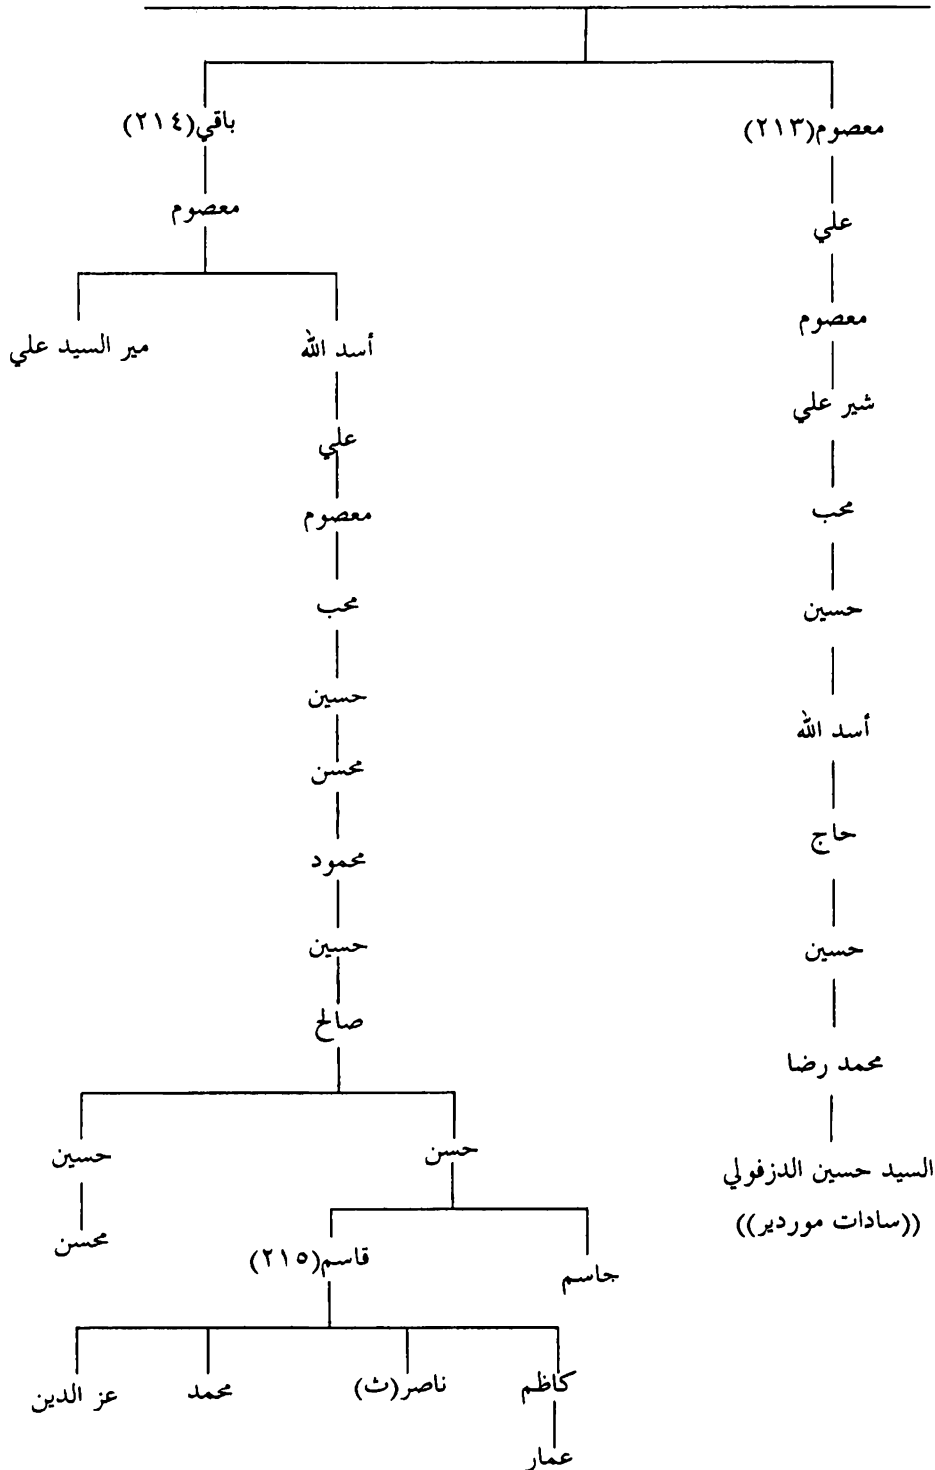 معصوم(٢١٣)
باقي(٢١٤)
علي
معصوم
معصوم
شير علي
أسد الله
مير السيد علي
محب
علي
حسين
معصوم
أسد الله
محب
حاج
حسين
حسين
محسن
محمد رضا
محمود
السيد حسين الدزفولي
((سادات موردير))
حسين
صالح
حسن
حسين
جاسم
قاسم(٢١٥)
محسن
كاظم
ناصر(ث)
محمد
عز الدين
عمار